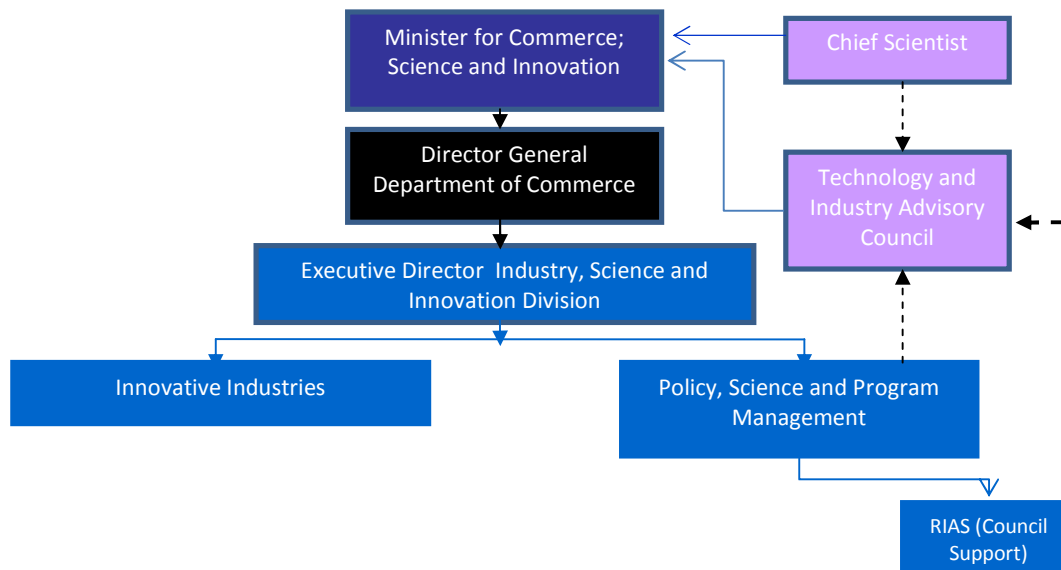 Minister for Commerce;
Science and Innovation
Chief Scientist
Director General
Department of Commerce
Technology and
Industry Advisory
Council
Executive Director  Industry, Science and
Innovation Division
Innovative Industries
Policy, Science and Program
Management
RIAS (Council
Support)